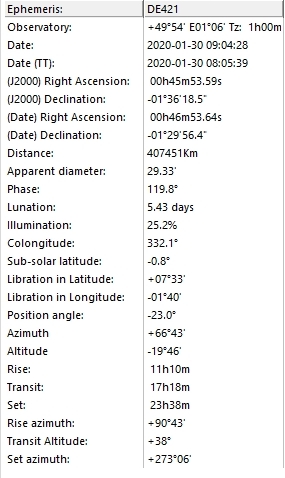 Ephemeris: DE421
Observatory: +49°54' E01°06' Tz: 1h00m
Date: 2020-01-30 09:04:28
Date (TT): 2020-01-30 08:05:39
(J2000) Right Ascension: 00h45m53.59s
(J2000) Declination: -01°36'18.5"
(Date) Right Ascension: 00h46m53.64s
(Date) Declination: -01°29'56.4"
Distance: 407451Km
Apparent diameter: 29.33'
Phase: 119.8°
Lunation: 5.43 days
Illumination: 25.2%
Colongitude: 332.1°
Sub-solar latitude: -0.8°
Libration in Latitude: +07°33'
Libration in Longitude: -01°40'
Position angle: -23.0°
Azimuth +66°43'
Altitude -19°46'
Rise: 11h10m
Transit: 17h18m
Set: 23h38m
Rise azimuth: +90°43'
Transit Altitude: +38°
Set azimuth: +273°06'